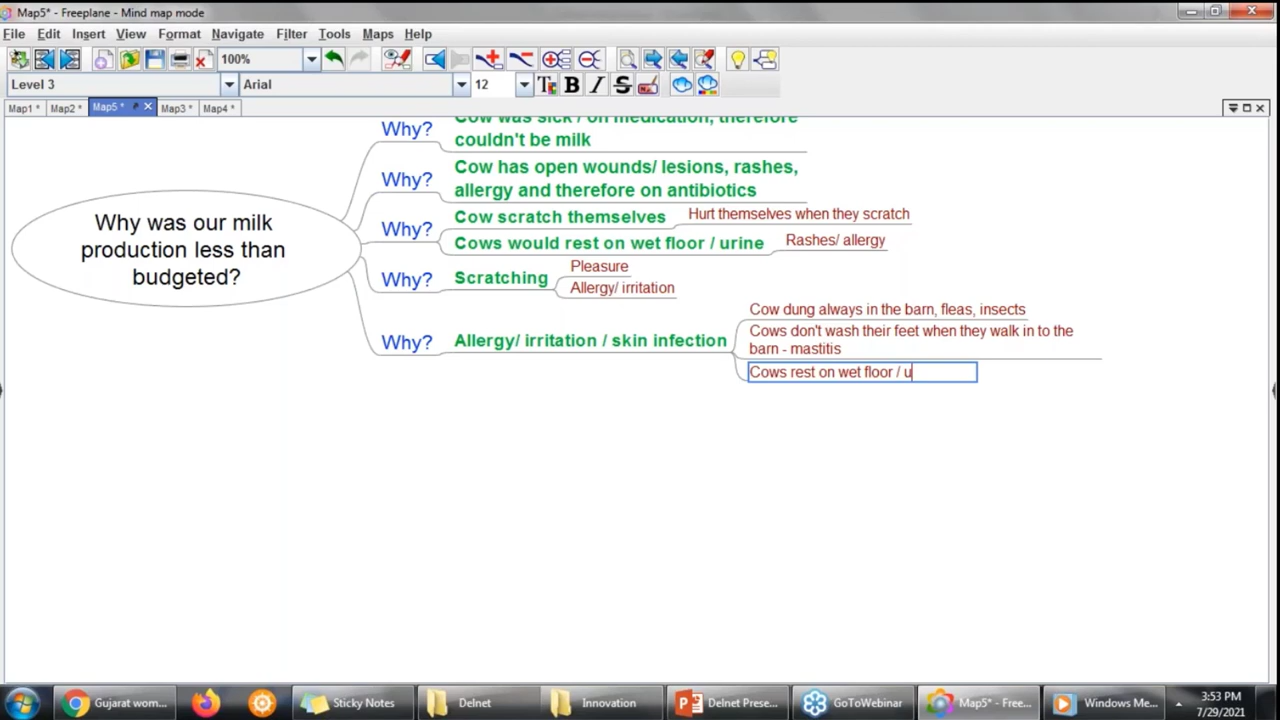 Map5* - Freeplane - Mind map mode
File Edit Insert View Format Navigate Filter Tools Maps Help
100%
Level 3 Arial 12 B I S
Map1 * Map2 * Map5 * Map3 * Map4 *
Why? Cow was sick / on medication, therefore
couldn't be milk
Why? Cow has open wounds/ lesions, rashes,
allergy and therefore on antibiotics
Why? Cow scratch themselves Hurt themselves when they scratch
Cows would rest on wet floor / urine Rashes/ allergy
Why was our milk
production less than
budgeted?
Why? Scratching Pleasure
Allergy/ irritation
Why? Allergy/ irritation / skin infection
Cow dung always in the barn, fleas, insects
Cows don't wash their feet when they walk in to the
barn - mastitis
Cows rest on wet floor / u
Gujarat wom... Sticky Notes Delnet Innovation Delnet Prese... GoToWebinar Map5* - Free... Windows Me... 3:53 PM
7/29/2021